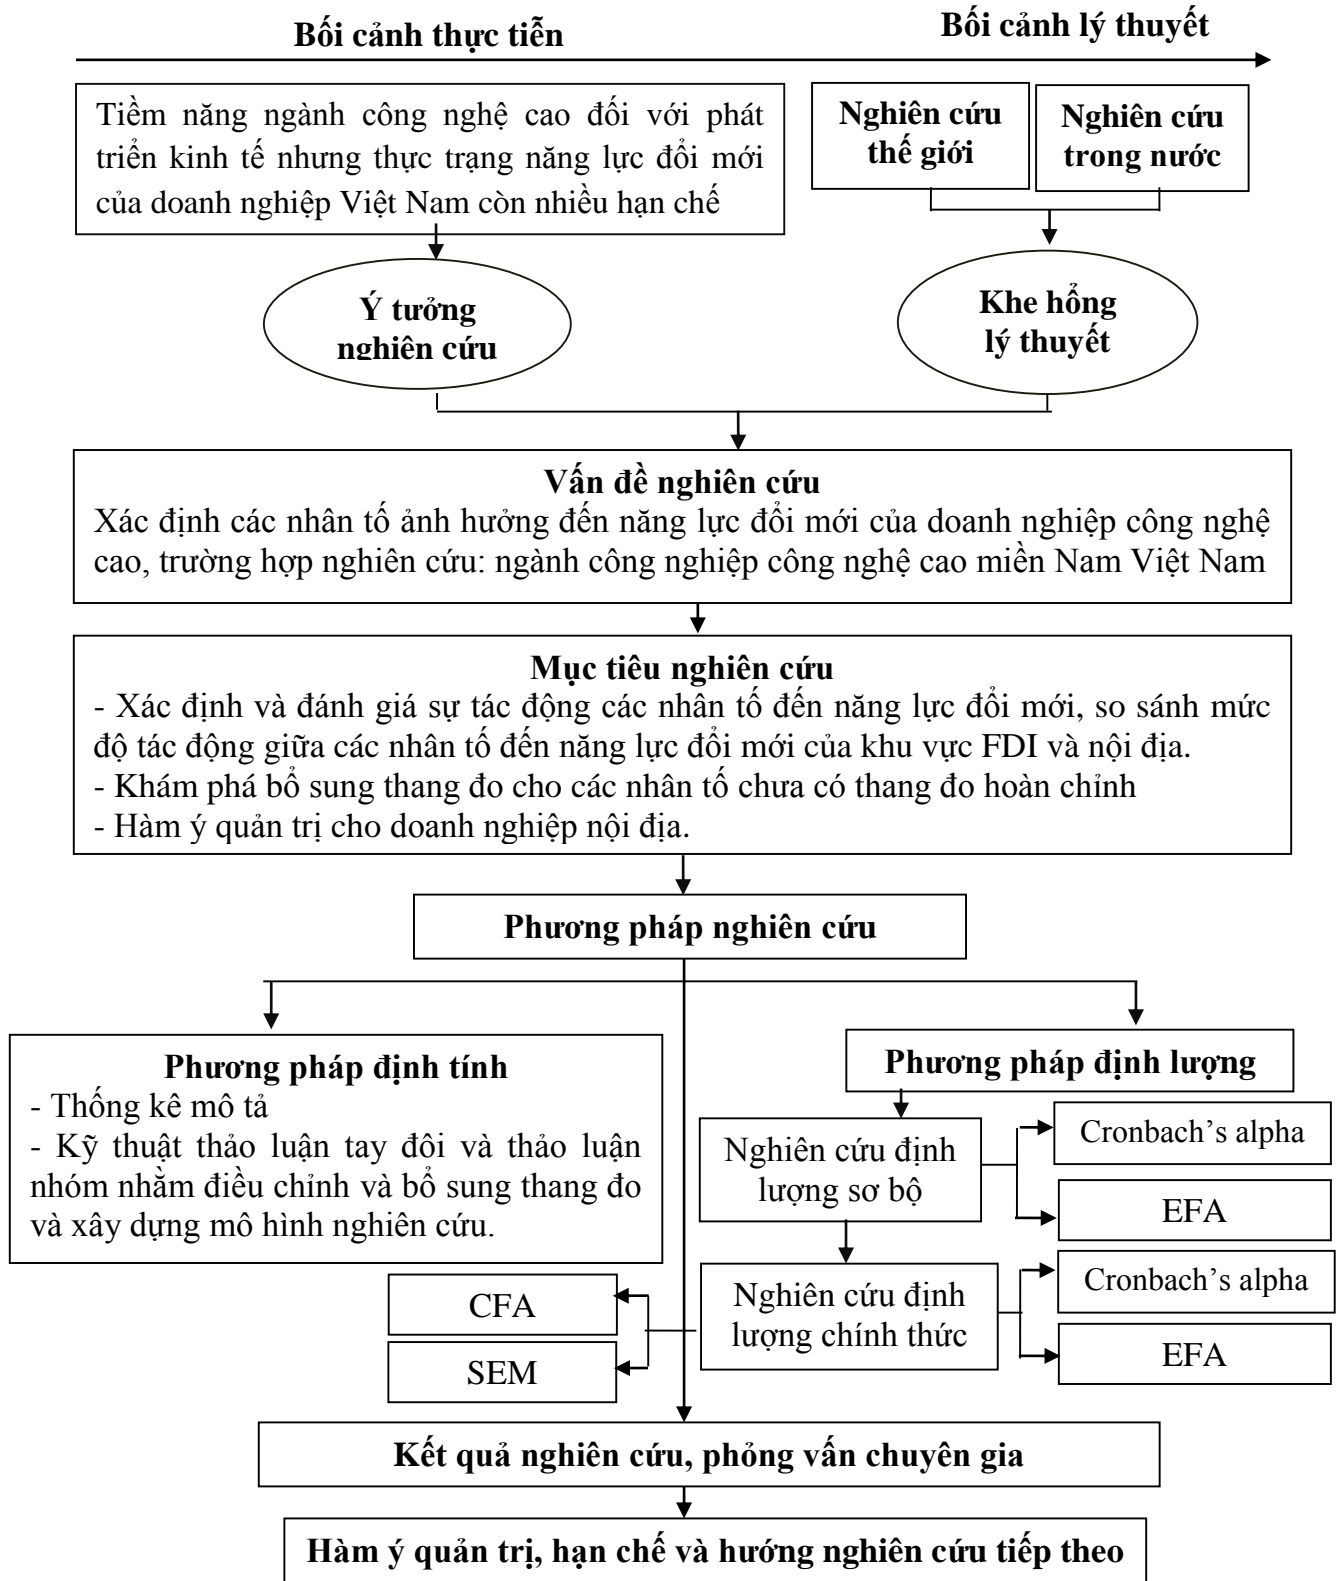 Bối cảnh thực tiễn
Bối cảnh lý thuyết
Tiềm năng ngành công nghệ cao đối với phát
triển kinh tế nhưng thực trạng năng lực đổi mới
của doanh nghiệp Việt Nam còn nhiều hạn chế
Nghiên cứu
thế giới
Nghiên cứu
trong nước
Ý tưởng
nghiên cứu
Khe hổng
lý thuyết
Vấn đề nghiên cứu
Xác định các nhân tố ảnh hưởng đến năng lực đổi mới của doanh nghiệp công nghệ
cao, trường hợp nghiên cứu: ngành công nghiệp công nghệ cao miền Nam Việt Nam
Mục tiêu nghiên cứu
- Xác định và đánh giá sự tác động các nhân tố đến năng lực đổi mới, so sánh mức
độ tác động giữa các nhân tố đến năng lực đổi mới của khu vực FDI và nội địa.
- Khám phá bổ sung thang đo cho các nhân tố chưa có thang đo hoàn chỉnh
- Hàm ý quản trị cho doanh nghiệp nội địa.
Phương pháp nghiên cứu
Phương pháp định tính
- Thống kê mô tả
- Kỹ thuật thảo luận tay đôi và thảo luận
nhóm nhằm điều chỉnh và bổ sung thang đo
và xây dựng mô hình nghiên cứu.
Phương pháp định lượng
Nghiên cứu định
lượng sơ bộ
Cronbach's alpha
EFA
Nghiên cứu định
lượng chính thức
Cronbach's alpha
EFA
CFA
SEM
Kết quả nghiên cứu, phỏng vấn chuyên gia
Hàm ý quản trị, hạn chế và hướng nghiên cứu tiếp theo